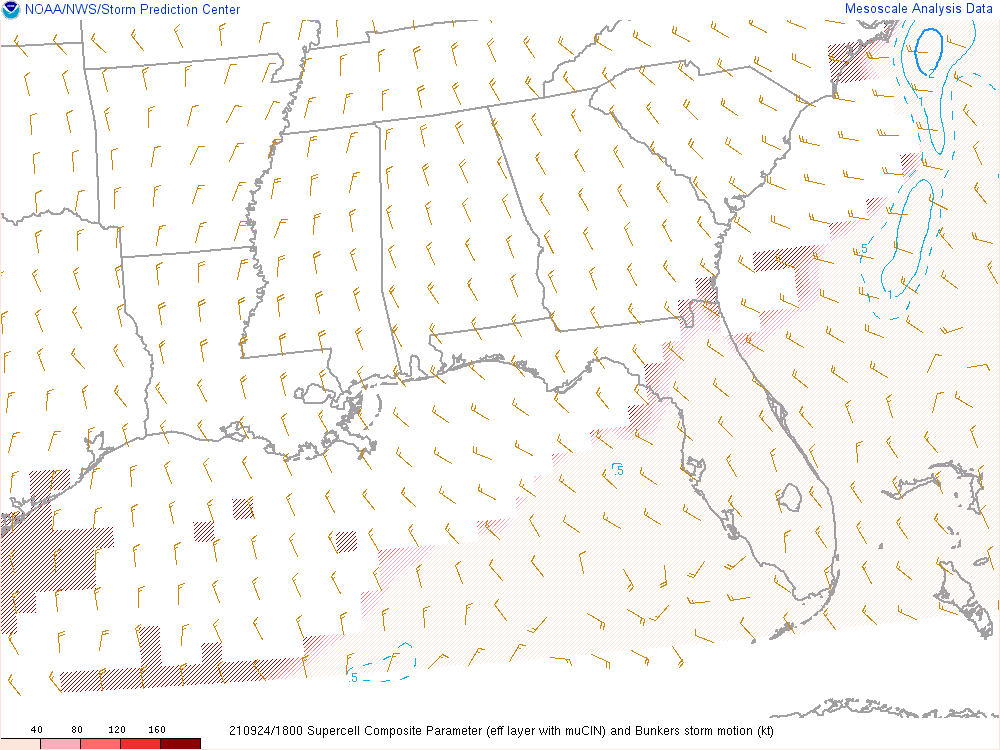 NOAA/NWS/Storm Prediction Center
Mesoscale Analysis Data
2
1
.5
1
.5
.5
40 80 120 160
210924/1800 Supercell Composite Parameter (eff layer with muCIN) and Bunkers storm motion (kt)